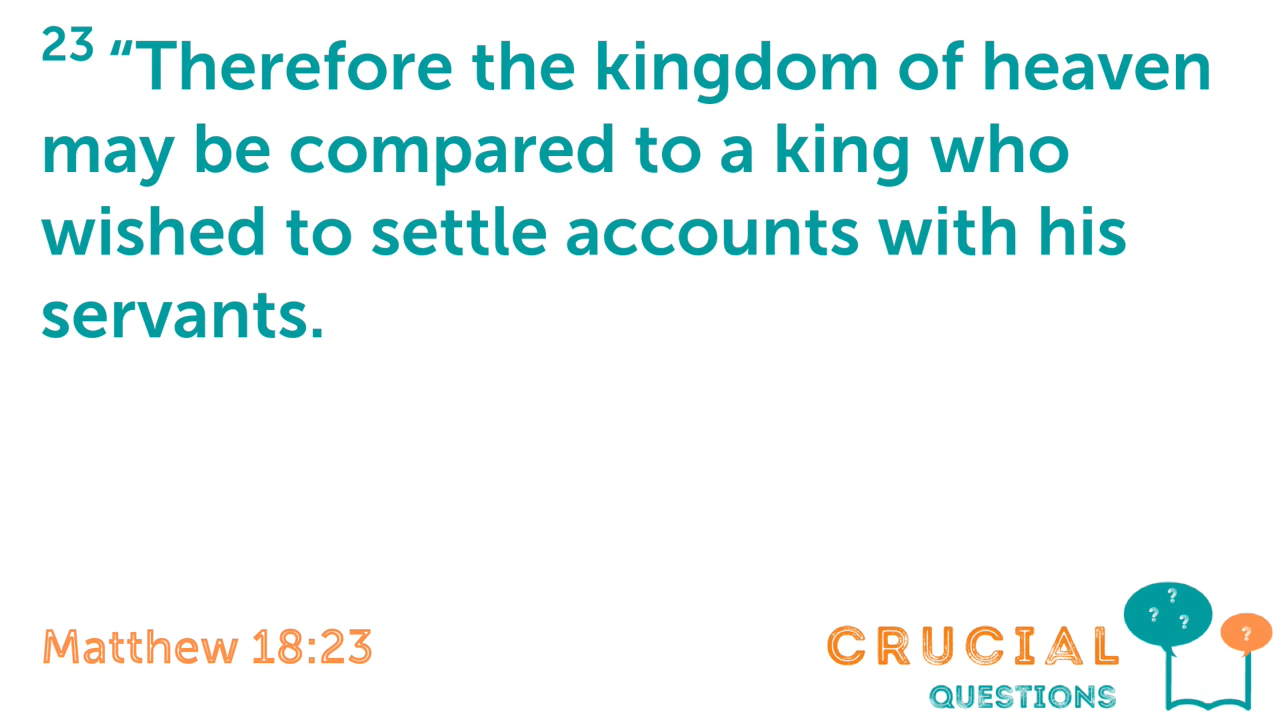 23 “Therefore the kingdom of heaven
may be compared to a king who
wished to settle accounts with his
servants.
Matthew 18:23
CRUCIAL
QUESTIONS
? ? ? ?